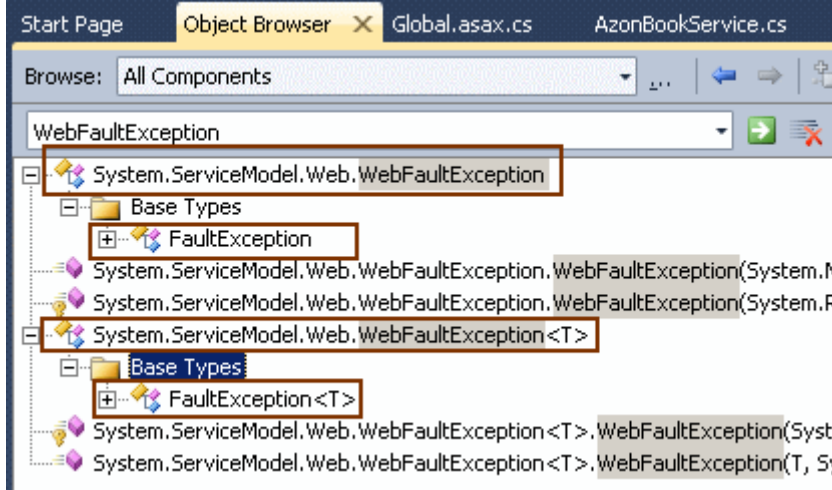 Start Page Object Browser Global.asax.cs AzonBookService.cs
Browse: All Components ...
WebFaultException
System.ServiceModel.Web.WebFaultException
Base Types
FaultException
System.ServiceModel.Web.WebFaultException.WebFaultException(System.N
System.ServiceModel.Web.WebFaultException.WebFaultException(System.R
System.ServiceModel.Web.WebFaultException<T>
Base Types
FaultException<T>
System.ServiceModel.Web.WebFaultException<T>.WebFaultException(Syst
System.ServiceModel.Web.WebFaultException<T>.WebFaultException(T, Sy